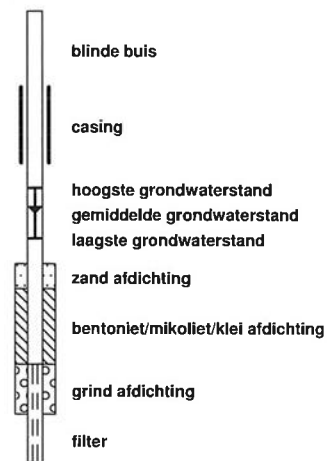 blinde buis
casing
hoogste grondwaterstand
gemiddelde grondwaterstand
laagste grondwaterstand
zand afdichting
bentoniet/mikoliet/klei afdichting
grind afdichting
filter